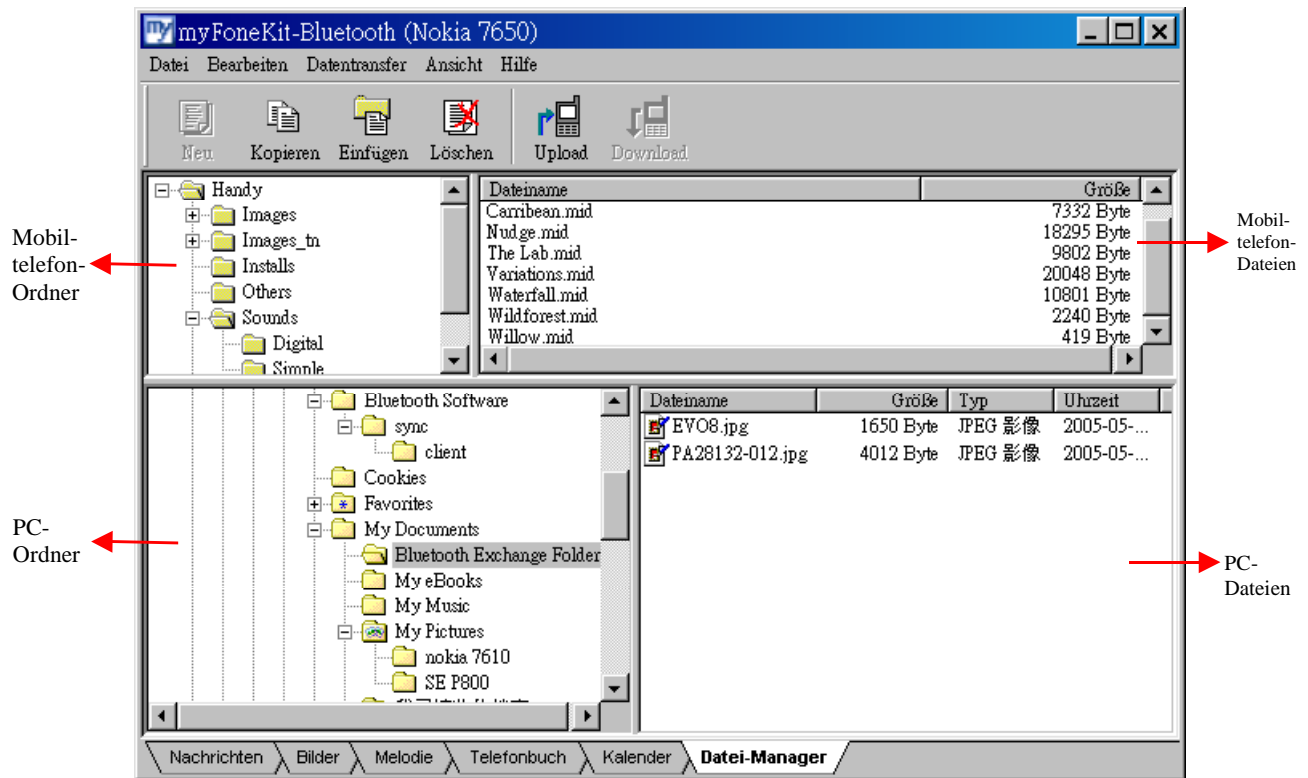 myFoneKit-Bluetooth (Nokia 7650)
Datei Bearbeiten Datentransfer Ansicht Hilfe
Neu Kopieren Einfügen Löschen Upload Download
Mobil-
telefon-
Ordner
Handy
Images
Images_tn
Installs
Others
Sounds
Digital
Simple
Dateiname Größe
Carribean.mid 7332 Byte
Nudge.mid 18295 Byte
The Lab.mid 9802 Byte
Variations.mid 20048 Byte
Waterfall.mid 10801 Byte
Wildforest.mid 2240 Byte
Willow.mid 419 Byte
Mobil-
telefon-
Dateien
PC-
Ordner
Bluetooth Software
sync
client
Cookies
Favorites
My Documents
Bluetooth Exchange Folder
My eBooks
My Music
My Pictures
nokia 7610
SE P800
Dateiname Größe Typ Uhrzeit
EVO8.jpg 1650 Byte JPEG 影像 2005-05-...
PA28132-012.jpg 4012 Byte JPEG 影像 2005-05-...
PC-
Dateien
Nachrichten Bilder Melodie Telefonbuch Kalender Datei-Manager